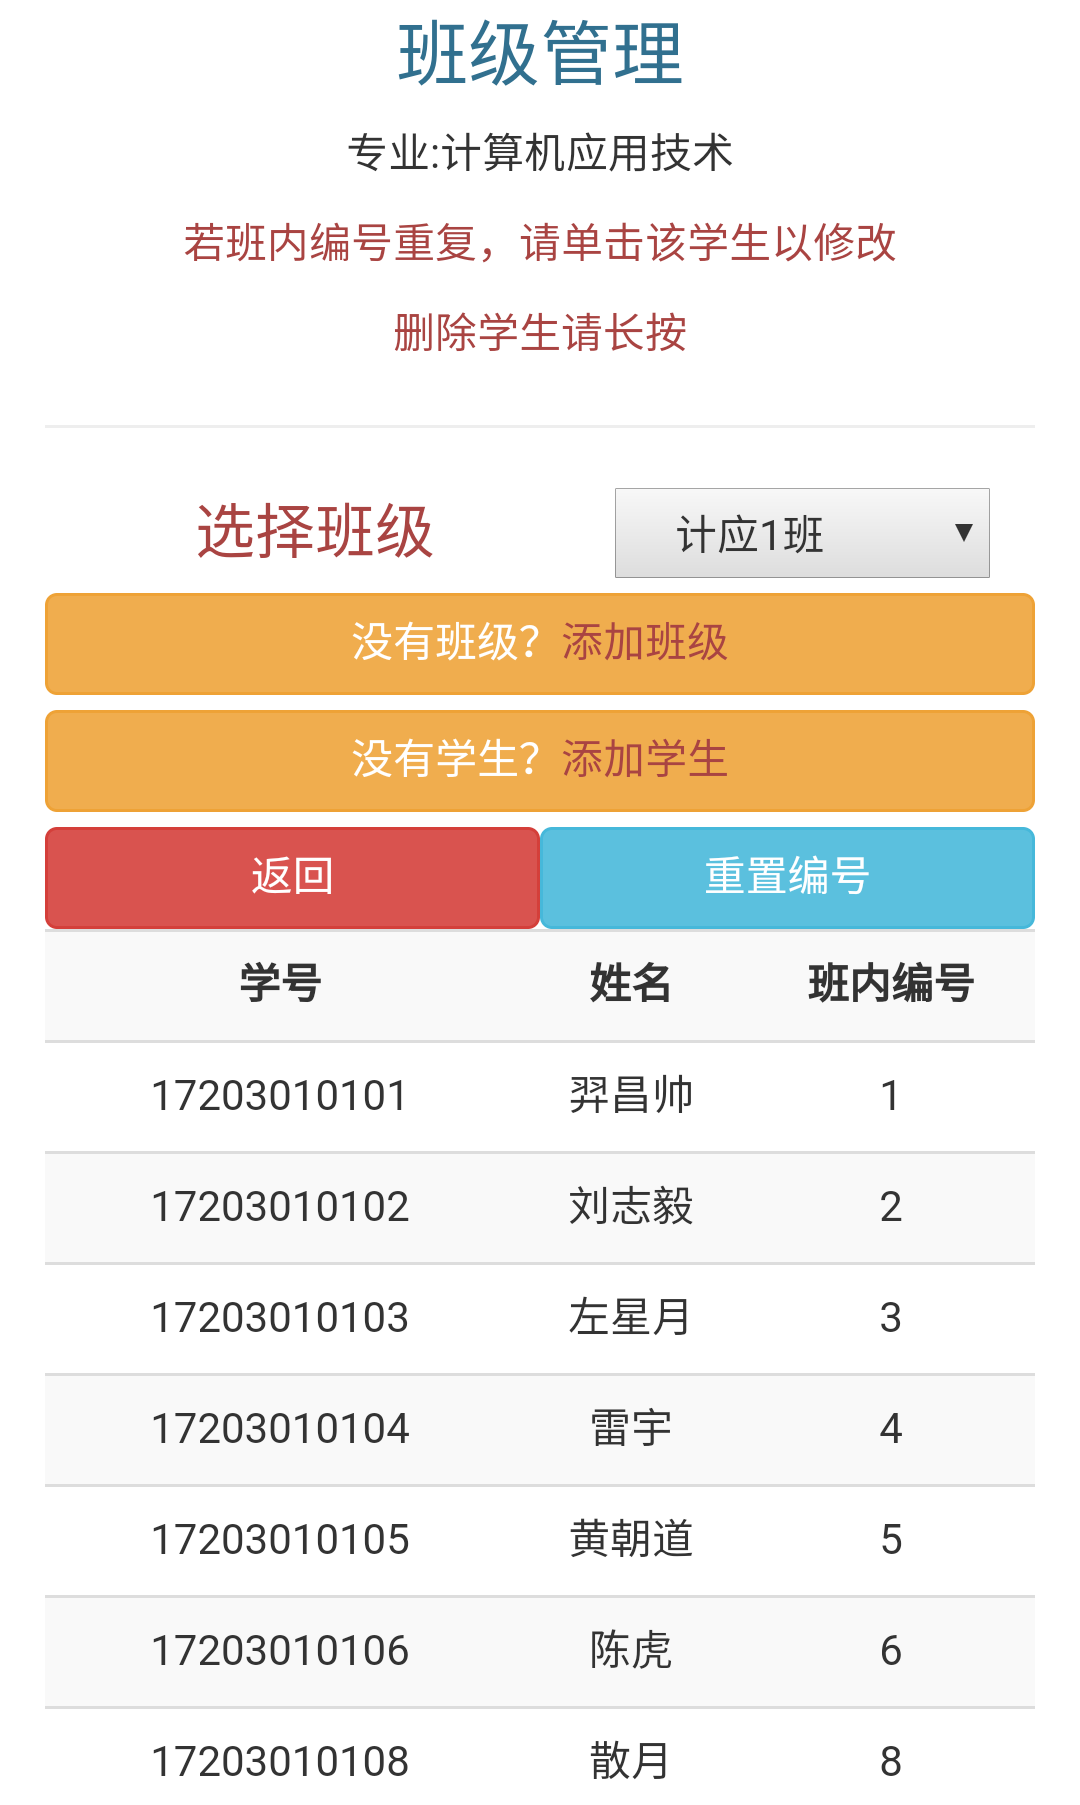 班级管理
专业:计算机应用技术
若班内编号重复，请单击该学生以修改
删除学生请长按
选择班级 计应1班
没有班级？添加班级
没有学生？添加学生
返回 重置编号
学号 姓名 班内编号
17203010101 羿昌帅 1
17203010102 刘志毅 2
17203010103 左星月 3
17203010104 雷宇 4
17203010105 黄朝道 5
17203010106 陈虎 6
17203010108 散月 8